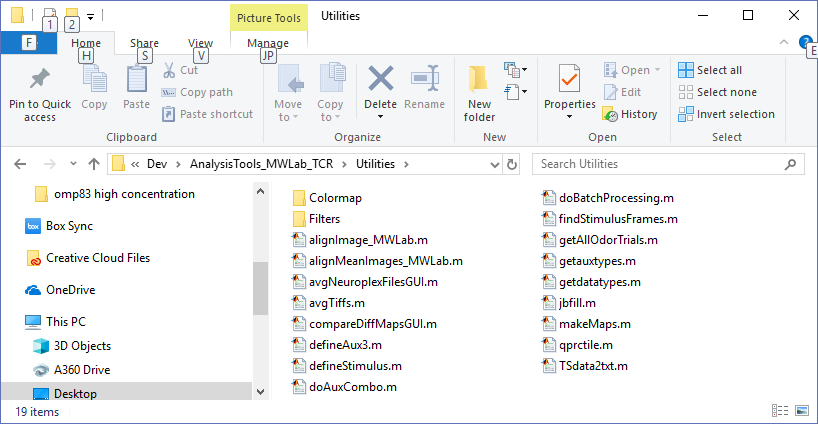 1 2 Picture Tools Utilities
F Home Share View Manage E
H S V JP
Pin to Quick access
Copy
Paste
Cut
Copy path
Paste shortcut
Clipboard
Move to
Copy to
Delete
Rename
Organize
New folder
New
Properties
Open
Edit
History
Open
Select all
Select none
Invert selection
Select
« Dev > AnalysisTools_MWLab_TCR > Utilities >
Search Utilities
omp83 high concentration
box Box Sync
Creative Cloud Files
OneDrive
This PC
3D Objects
A360 Drive
Desktop
Colormap
Filters
alignImage_MWLab.m
alignMeanImages_MWLab.m
avgNeuroplexFilesGUI.m
avgTiffs.m
compareDiffMapsGUI.m
defineAux3.m
defineStimulus.m
doAuxCombo.m
doBatchProcessing.m
findStimulusFrames.m
getAllOdorTrials.m
getauxtypes.m
getdatatypes.m
jbfill.m
makeMaps.m
qprctile.m
TSdata2txt.m
19 items